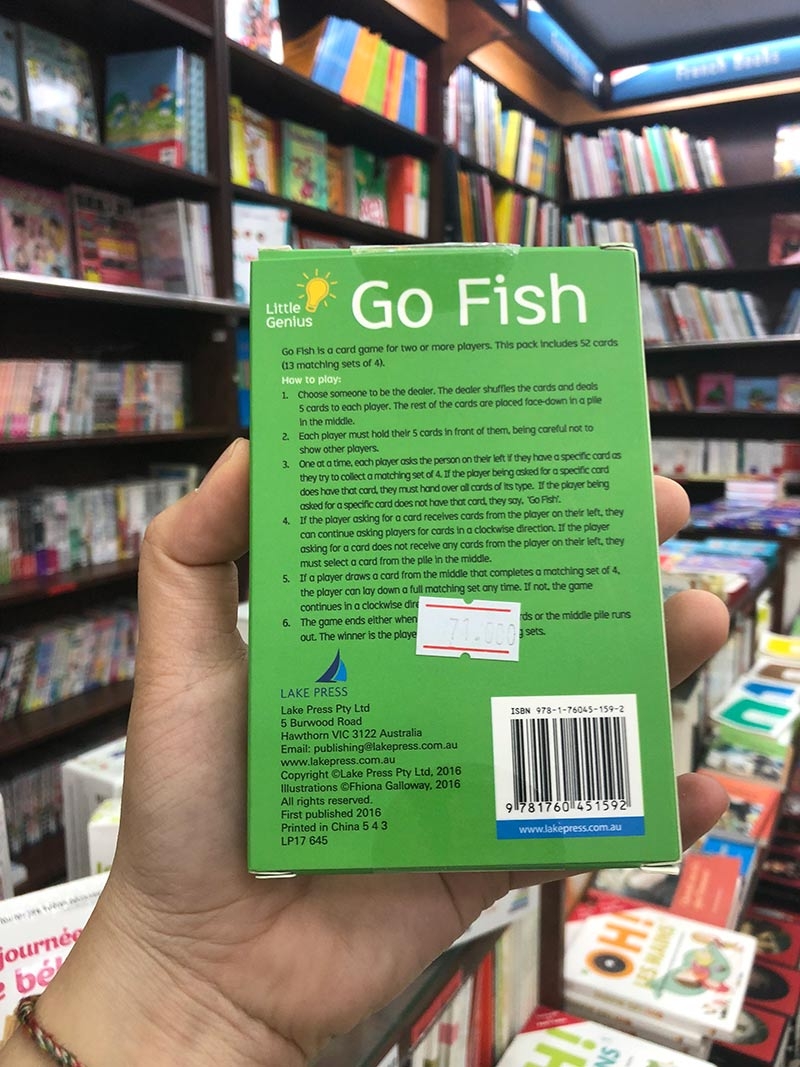 French Books
Little
Genius
Go Fish
Go Fish is a card game for two or more players. This pack includes 52 cards
(13 matching sets of 4).
How to play:
1. Choose someone to be the dealer. The dealer shuffles the cards and deals
5 cards to each player. The rest of the cards are placed face-down in a pile
in the middle.
2. Each player must hold their 5 cards in front of them, being careful not to
show other players.
3. One at a time, each player asks the person on their left if they have a specific card as
they try to collect a matching set of 4. If the player being asked for a specific card
does have that card, they must hand over all cards of its type. If the player being
asked for a specific card does not have that card, they say, 'Go Fish'.
4. If the player asking for a card receives cards from the player on their left, they
can continue asking players for cards in a clockwise direction. If the player
asking for a card does not receive any cards from the player on their left, they
must select a card from the pile in the middle.
5. If a player draws a card from the middle that completes a matching set of 4,
the player can lay down a full matching set any time. If not, the game
continues in a clockwise
6. The game ends either when or the middle pile runs
out. The winner is the sets.
71.000
LAKE PRESS
Lake Press Pty Ltd
5 Burwood Road
Hawthorn VIC 3122 Australia
Email: publishing@lakepress.com.au
www.lakepress.com.au
Copyright ©Lake Press Pty Ltd, 2016
Illustrations ©Fhiona Galloway, 2016
All rights reserved.
First published 2016
Printed in China 5 4 3
LP17 645
ISBN 978-1-76045-159-2
9 781760 451592
www.lakepress.com.au
journée
OH!
LES MAINS